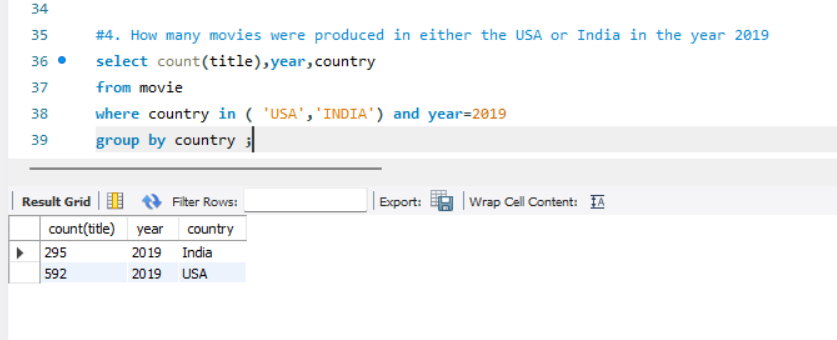 34
35 #4. How many movies were produced in either the USA or India in the year 2019
36 select count(title),year,country
37 from movie
38 where country in ( 'USA','INDIA') and year=2019
39 group by country ;
Result Grid Filter Rows: Export: Wrap Cell Content:
count(title) year country
295 2019 India
592 2019 USA